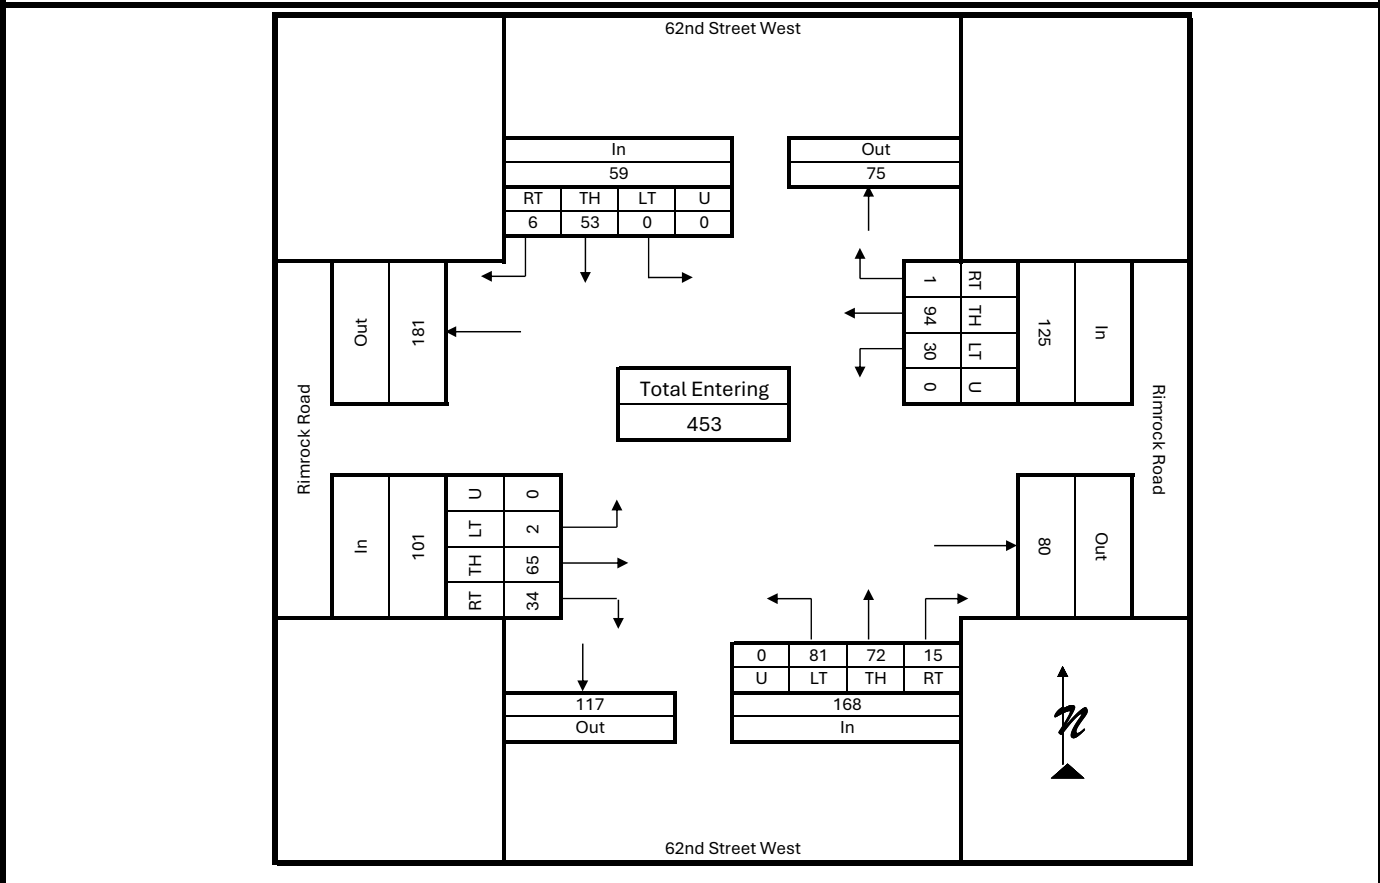 62nd Street West
In
59
RT TH LT U
6 53 0 0
Out
75
Out
181
1 RT
94 TH
30 LT
0 U
125
In
Total Entering
453
Rimrock Road
Rimrock Road
In
101
U 0
LT 2
TH 65
RT 34
80
Out
0 81 72 15
U LT TH RT
168
In
117
Out
N
62nd Street West